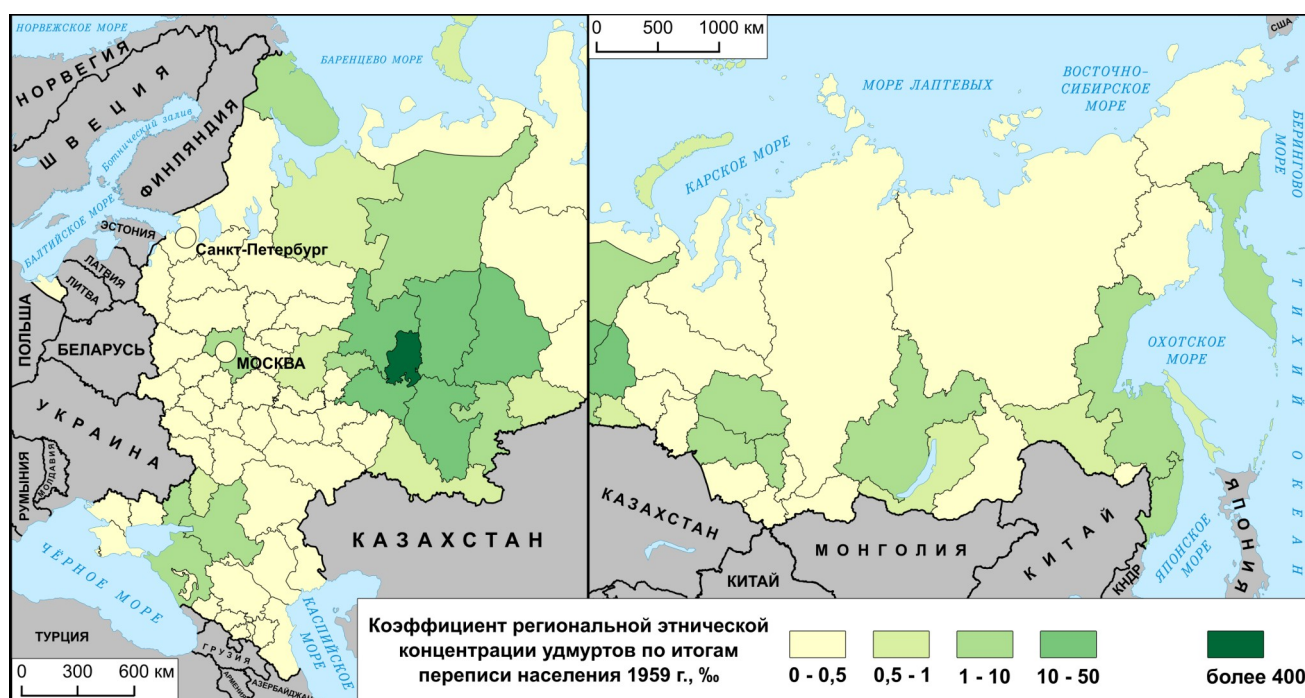 НОРВЕЖСКОЕ МОРЕ
НОРВЕГИЯ
ШВЕЦИЯ
Ботнический залив
ФИНЛЯНДИЯ
БАРЕНЦЕВО МОРЕ
БАЛТИЙСКОЕ МОРЕ
ЭСТОНИЯ
Санкт-Петербург
ЛАТВИЯ
ЛИТВА
ПОЛЬША
БЕЛАРУСЬ
МОСКВА
УКРАИНА
РУМЫНИЯ
МОЛДАВИЯ
КАЗАХСТАН
ЧЁРНОЕ МОРЕ
КАСПИЙСКОЕ
МОРЕ
ТУРЦИЯ
ГРУЗИЯ
АРМЕНИЯ
АЗЕРБАЙДЖАН
0 300 600 км
0 500 1000 км
США
МОРЕ ЛАПТЕВЫХ
ВОСТОЧНО-
СИБИРСКОЕ
МОРЕ
КАРСКОЕ МОРЕ
БЕРИНГОВО
МОРЕ
ТИХИЙ ОКЕАН
ОХОТСКОЕ
МОРЕ
КАЗАХСТАН
МОНГОЛИЯ
КИТАЙ
КИТАЙ
КНДР
ЯПОНСКОЕ
МОРЕ
ЯПОНИЯ
Коэффициент региональной этнической
концентрации удмуртов по итогам
переписи населения 1959 г., ‰
0 - 0,5 0,5 - 1 1 - 10 10 - 50 более 400